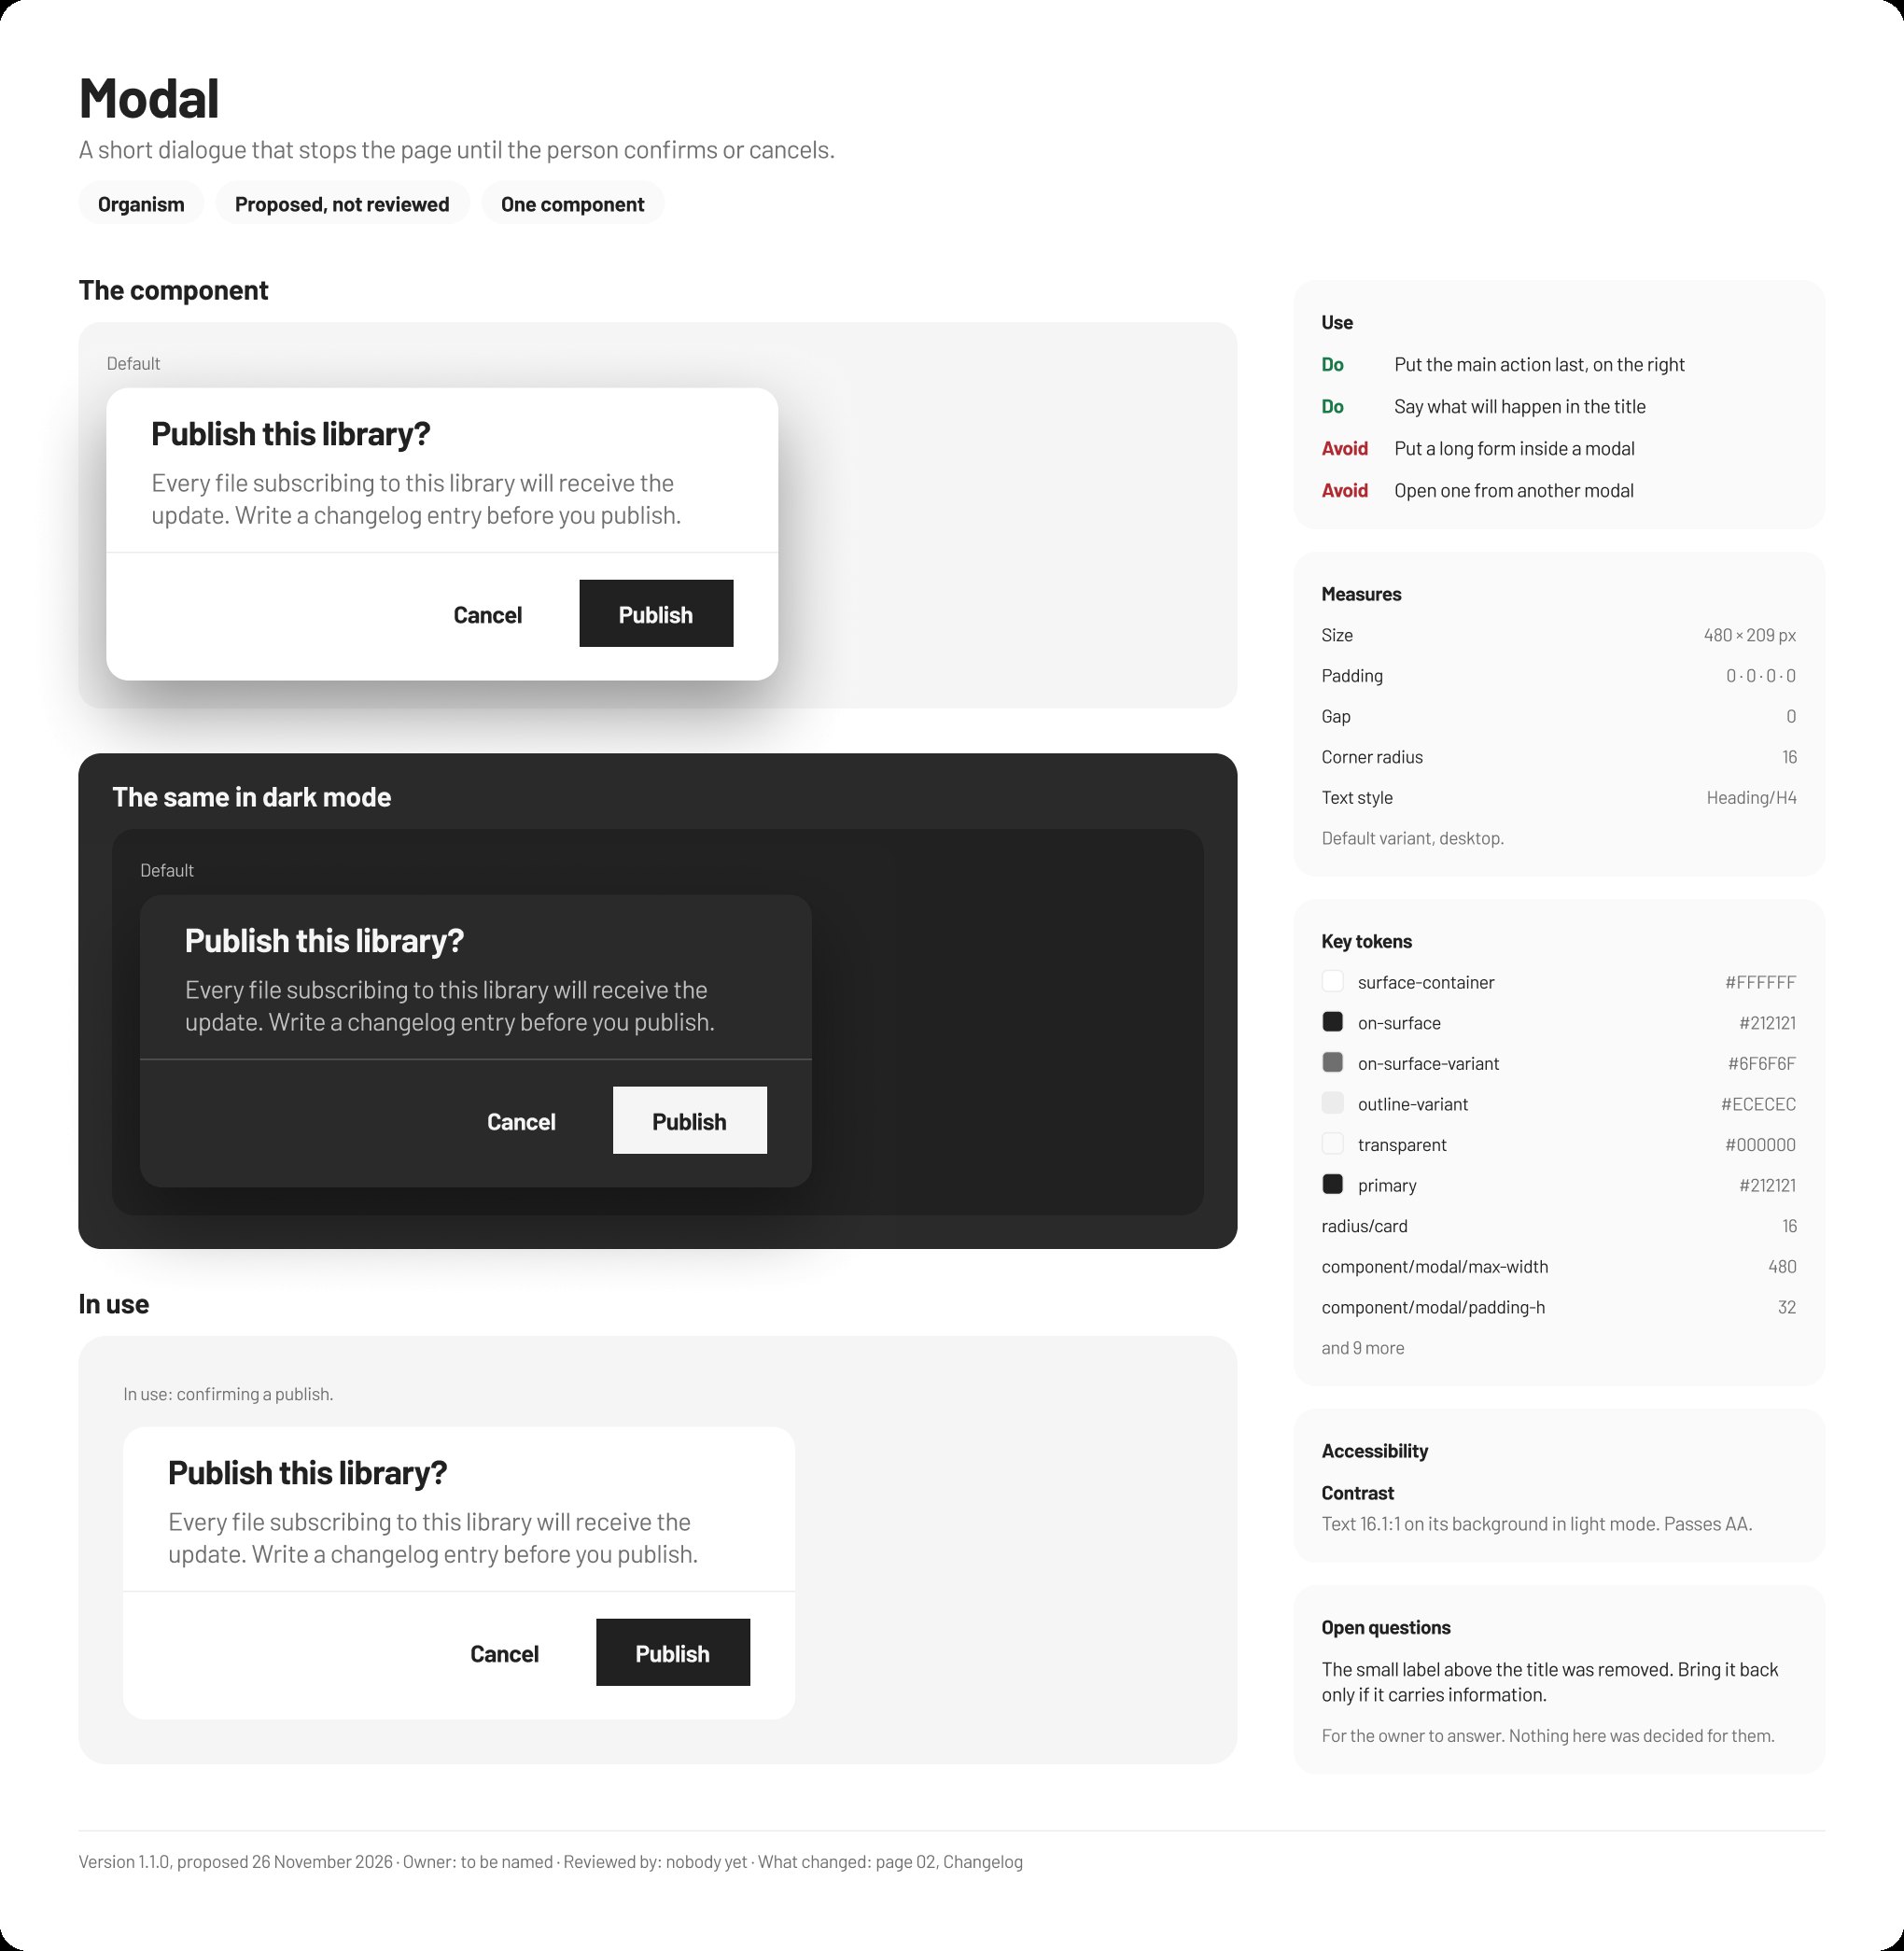 Modal
A short dialogue that stops the page until the person confirms or cancels.
Organism
Proposed, not reviewed
One component
The component
Default
Publish this library?
Every file subscribing to this library will receive the
update. Write a changelog entry before you publish.
Cancel
Publish
The same in dark mode
Default
Publish this library?
Every file subscribing to this library will receive the
update. Write a changelog entry before you publish.
Cancel
Publish
In use
In use: confirming a publish.
Publish this library?
Every file subscribing to this library will receive the
update. Write a changelog entry before you publish.
Cancel
Publish
Use
Do Put the main action last, on the right
Do Say what will happen in the title
Avoid Put a long form inside a modal
Avoid Open one from another modal
Measures
Size 480 × 209 px
Padding 0 · 0 · 0 · 0
Gap 0
Corner radius 16
Text style Heading/H4
Default variant, desktop.
Key tokens
surface-container #FFFFFF
on-surface #212121
on-surface-variant #6F6F6F
outline-variant #ECECEC
transparent #000000
primary #212121
radius/card 16
component/modal/max-width 480
component/modal/padding-h 32
and 9 more
Accessibility
Contrast
Text 16.1:1 on its background in light mode. Passes AA.
Open questions
The small label above the title was removed. Bring it back
only if it carries information.
For the owner to answer. Nothing here was decided for them.
Version 1.1.0, proposed 26 November 2026 · Owner: to be named · Reviewed by: nobody yet · What changed: page 02, Changelog